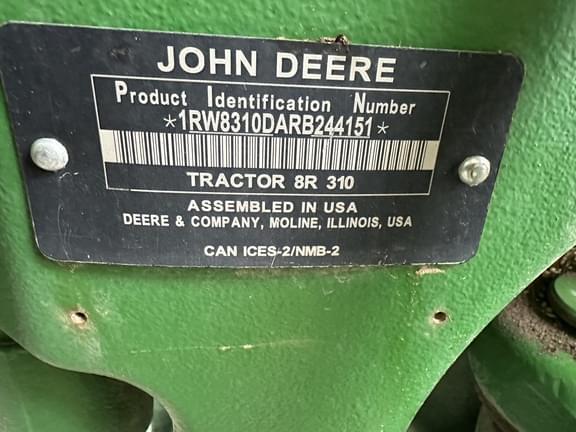 JOHN DEERE
Product Identification Number
*1RW8310DARB244151*
TRACTOR 8R 310
ASSEMBLED IN USA
DEERE & COMPANY, MOLINE, ILLINOIS, USA
CAN ICES-2/NMB-2